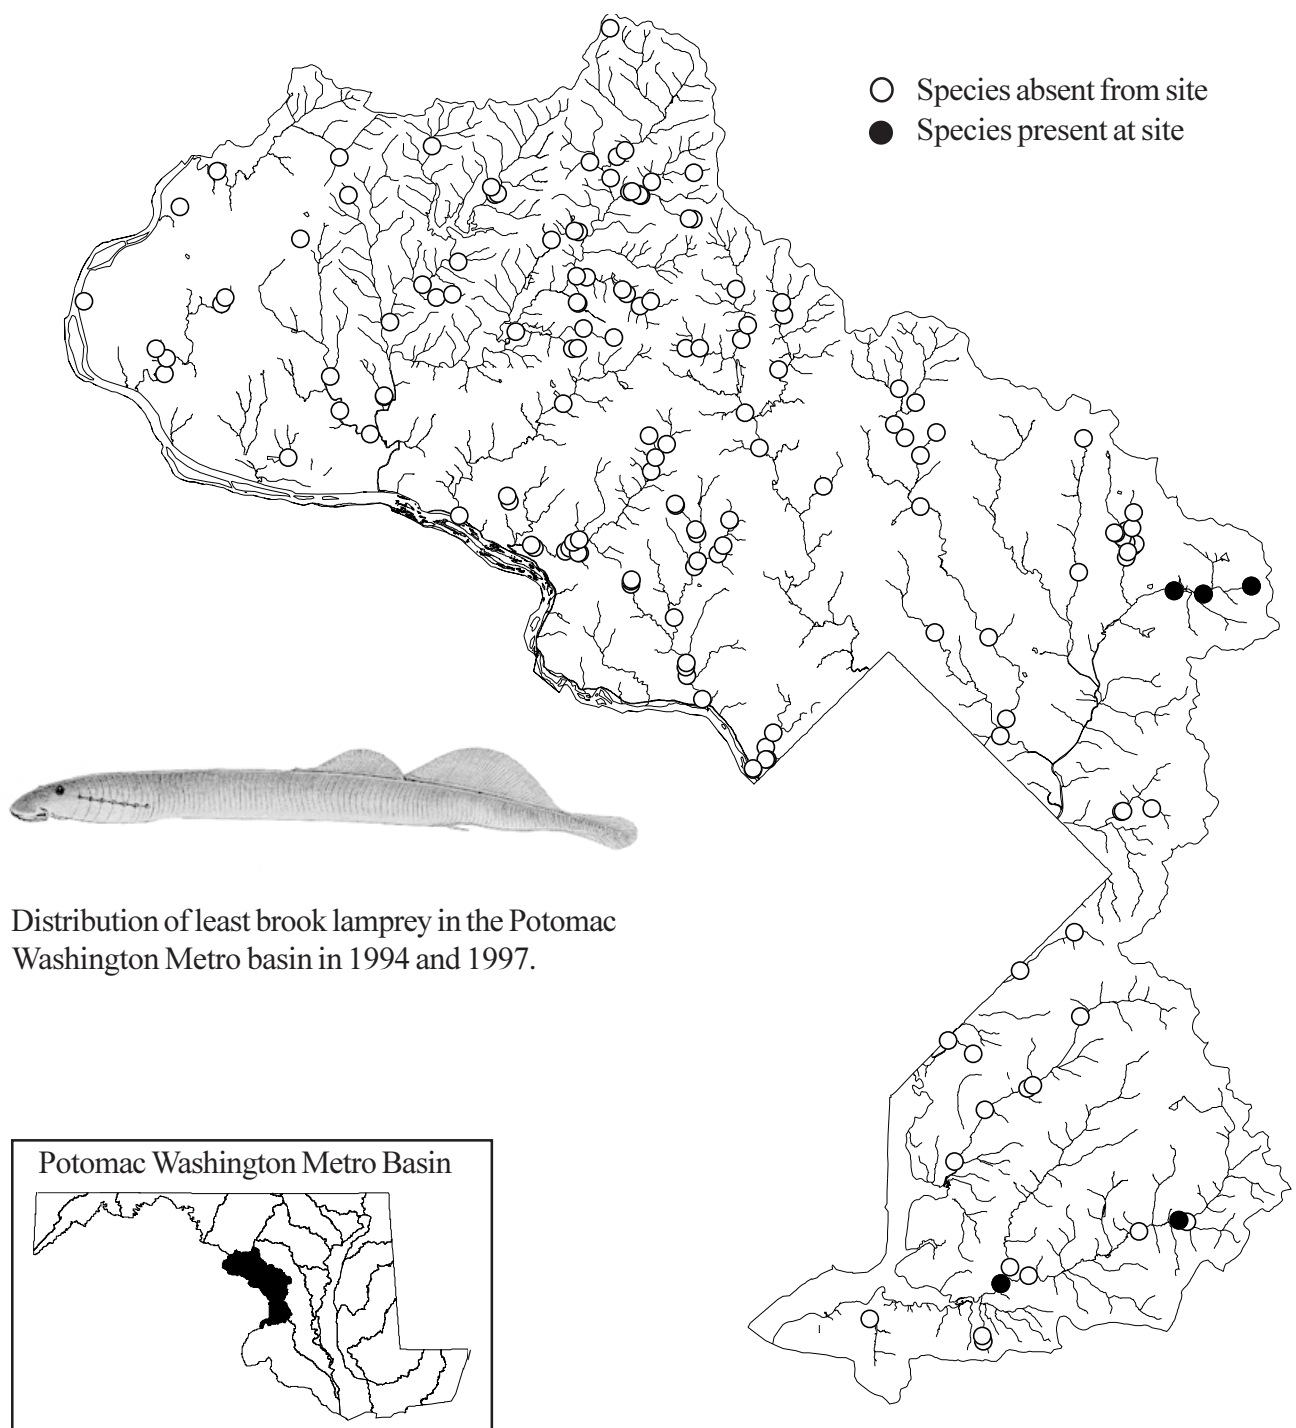 Species absent from site
Species present at site
Distribution of least brook lamprey in the Potomac
Washington Metro basin in 1994 and 1997.
Potomac Washington Metro Basin